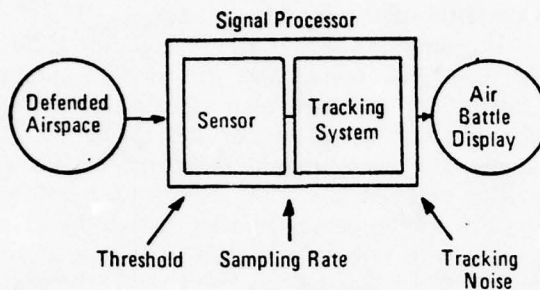 Signal Processor
Defended
Airspace
Sensor
Tracking
System
Air
Battle
Display
Threshold
Sampling Rate
Tracking
Noise